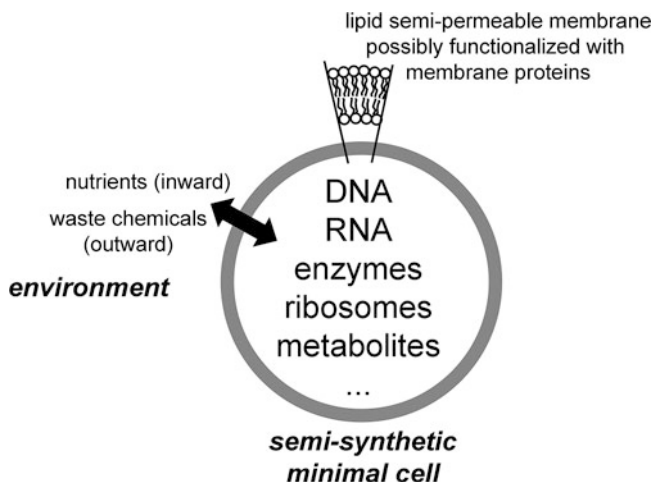 lipid semi-permeable membrane
possibly functionalized with
membrane proteins
nutrients (inward)
waste chemicals
(outward)
environment
DNA
RNA
enzymes
ribosomes
metabolites
...
semi-synthetic
minimal cell